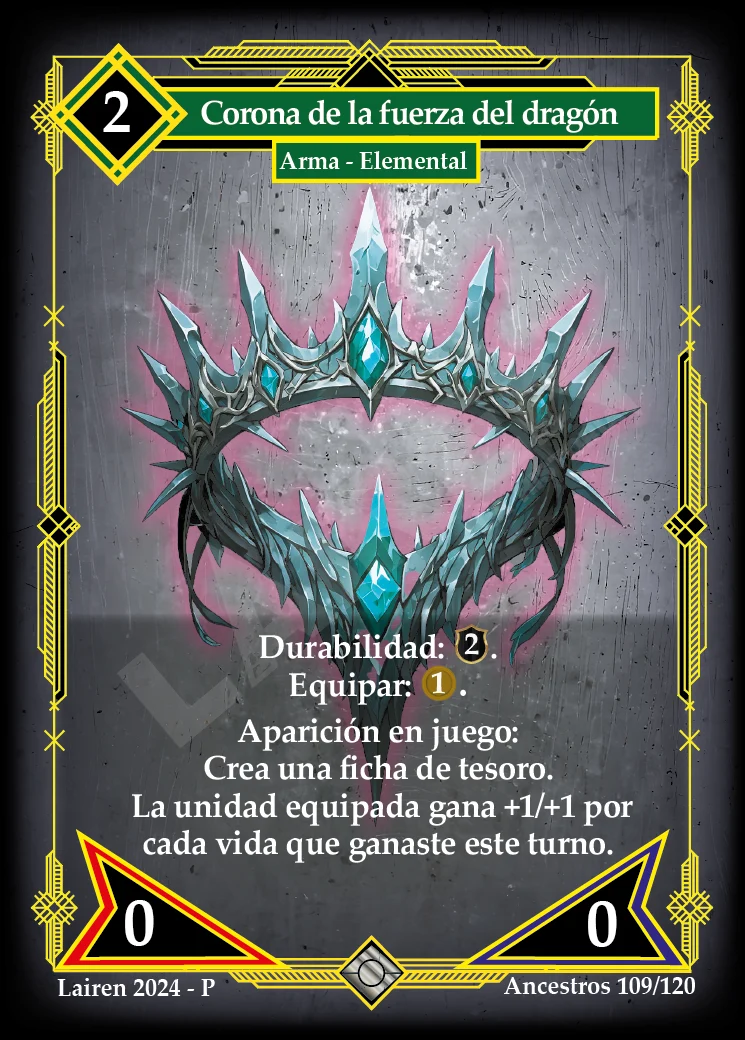 2
Corona de la fuerza del dragón
Arma - Elemental
Durabilidad: 2.
Equipar: 1.
Aparición en juego:
Crea una ficha de tesoro.
La unidad equipada gana +1/+1 por
cada vida que ganaste este turno.
0
0
Lairen 2024 - P
Ancestros 109/120